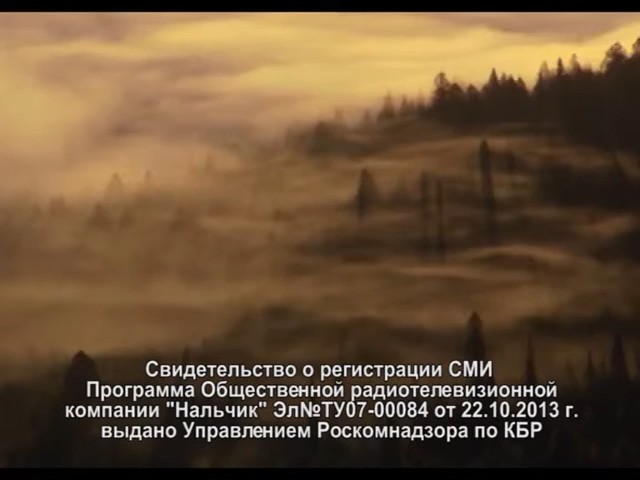 Свидетельство о регистрации СМИ
Программа Общественной радиотелевизионной
компании "Нальчик" Эл№ТУ07-00084 от 22.10.2013 г.
выдано Управлением Роскомнадзора по КБР